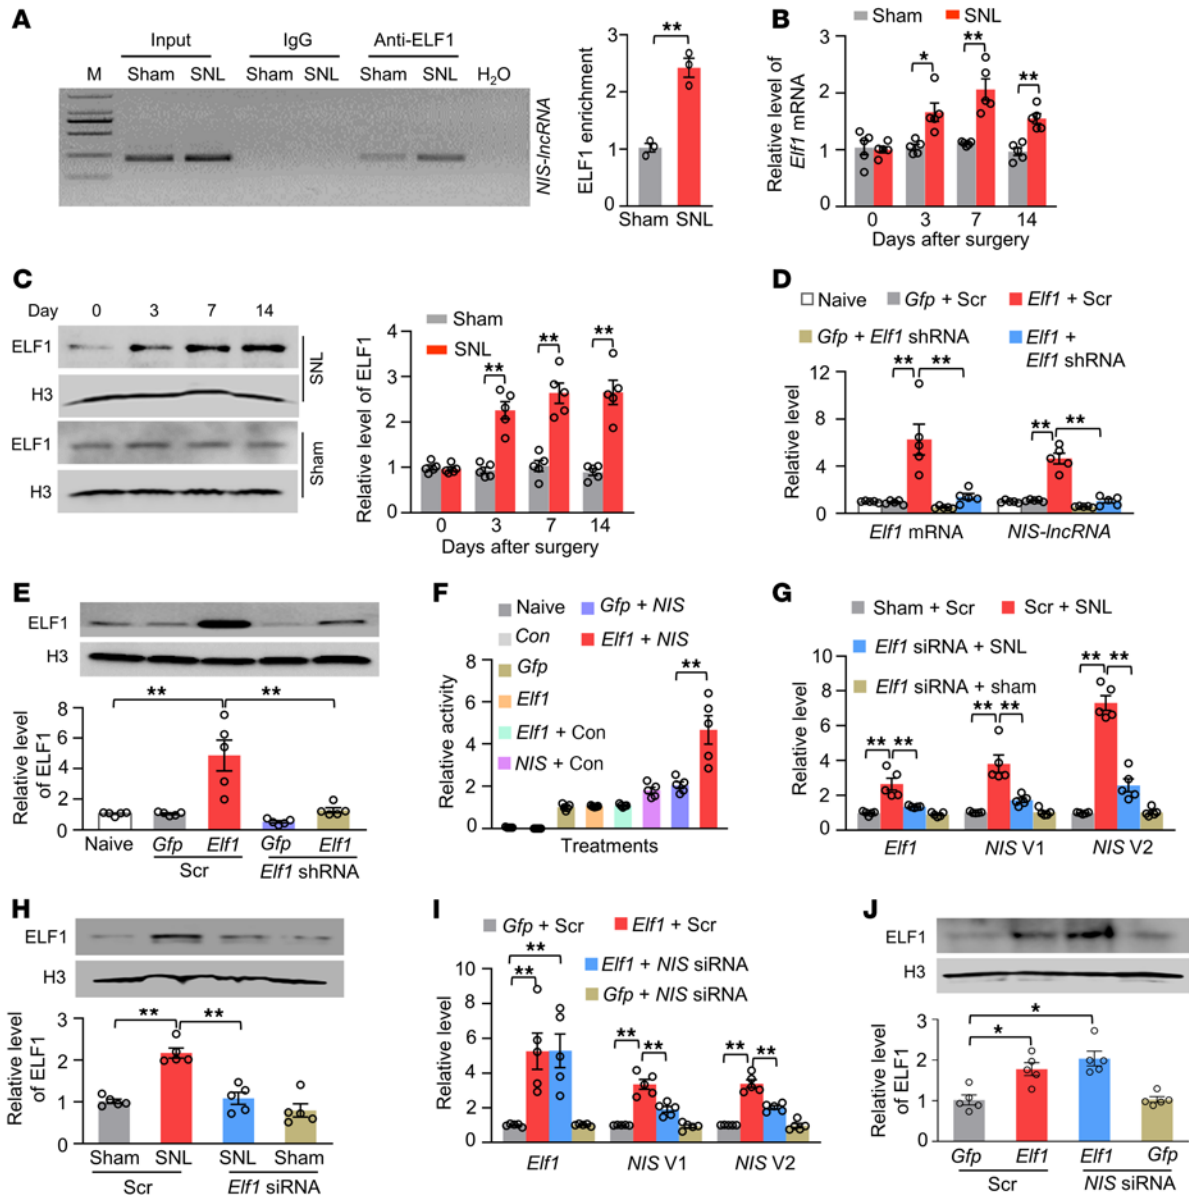 A
Input IgG Anti-ELF1
M Sham SNL Sham SNL Sham SNL H2O
NIS-lncRNA
ELF1 enrichment
3
2
1
0
**
Sham SNL
B
Sham SNL
Relative level of
Elf1 mRNA
3
2
1
0
* ** **
0 3 7 14
Days after surgery
C
Day 0 3 7 14
ELF1
H3
SNL
ELF1
H3
Sham
Sham
SNL
Relative level of ELF1
4
3
2
1
0
** ** **
0 3 7 14
Days after surgery
D
Naive Gfp + Scr Elf1 + Scr
Gfp + Elf1 shRNA Elf1 +
Elf1 shRNA
Relative level
12
8
4
0
** ** ** **
Elf1 mRNA NIS-lncRNA
E
ELF1
H3
Relative level
of ELF1
8
6
4
2
0
** **
Naive Gfp Elf1 Gfp Elf1
Scr Elf1 shRNA
F
Naive Gfp + NIS
Con Elf1 + NIS
Gfp
Elf1
Elf1 + Con
NIS + Con
Relative activity
8
6
4
2
0
**
Treatments
G
Sham + Scr Scr + SNL
Elf1 siRNA + SNL
Elf1 siRNA + sham
Relative level
10
8
6
4
2
0
** ** ** ** ** **
Elf1 NIS V1 NIS V2
H
ELF1
H3
Relative level
of ELF1
3
2
1
0
** **
Sham SNL SNL Sham
Scr Elf1 siRNA
I
Gfp + Scr Elf1 + Scr
Elf1 + NIS siRNA
Gfp + NIS siRNA
Relative level
10
8
6
4
2
0
** ** ** ** ** **
Elf1 NIS V1 NIS V2
J
ELF1
H3
Relative level
of ELF1
3
2
1
0
* *
Gfp Elf1 Elf1 Gfp
Scr NIS siRNA